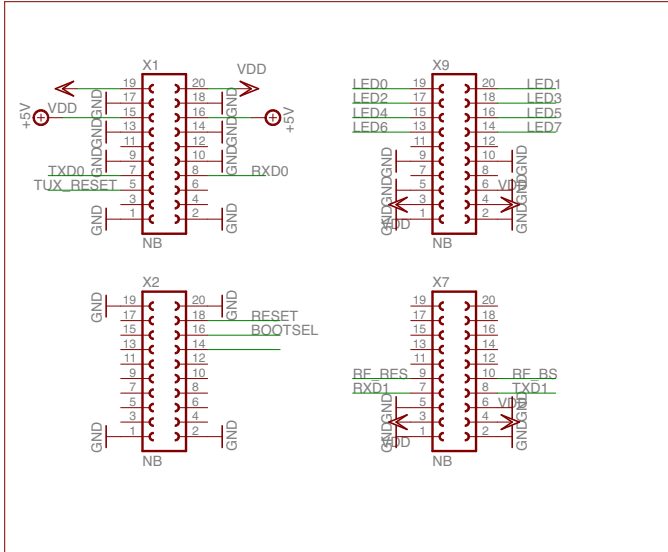 X1
VDD
19 20
GND 17 18 GND
+5V VDD 15 16 +5V
GND 13 14 GND
11 12
GND 9 10 GND
TXD0 7 8 RXD0
TUX_RESET 5 6
3 4
GND 1 2 GND
NB
X9
LED0 19 20 LED1
LED2 17 18 LED3
LED4 15 16 LED5
LED6 13 14 LED7
11 12
GND 9 10 GND
7 8
GND 5 6 GND VDD
3 4
GND VDD 1 2 GND
NB
X2
GND 19 20 GND
17 18 RESET
15 16 BOOTSEL
13 14
11 12
9 10
7 8
5 6
3 4
GND 1 2 GND
NB
X7
19 20
17 18
15 16
13 14
11 12
RF_RES 9 10 RF_BS
RXD1 7 8 TXD1
GND 5 6 GND VDD
3 4
GND VDD 1 2 GND
NB